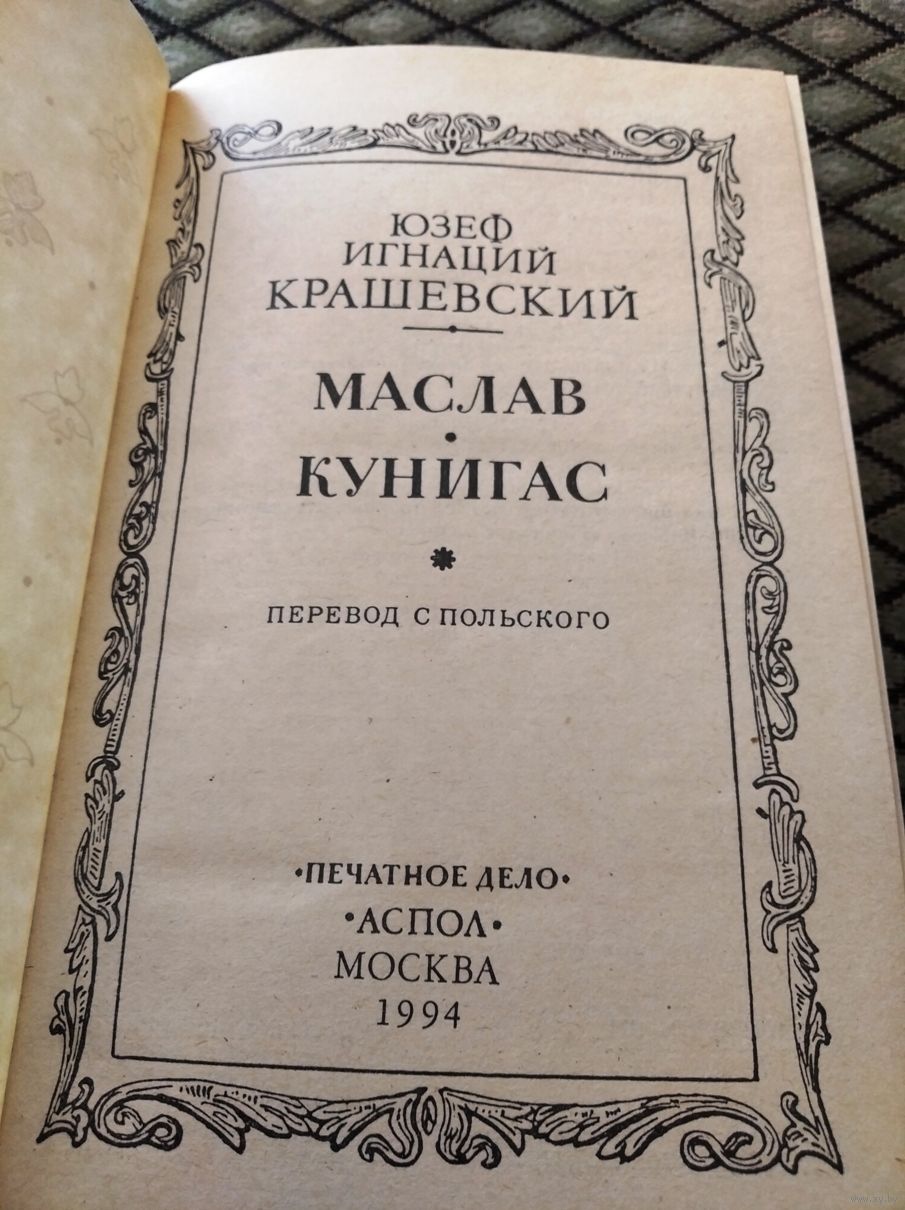 ЮЗЕФ
ИГНАЦИЙ
КРАШЕВСКИЙ
МАСЛАВ
•
КУНИГАС
ПЕРЕВОД С ПОЛЬСКОГО
•ПЕЧАТНОЕ ДЕЛО•
•АСПОЛ•
МОСКВА
1994